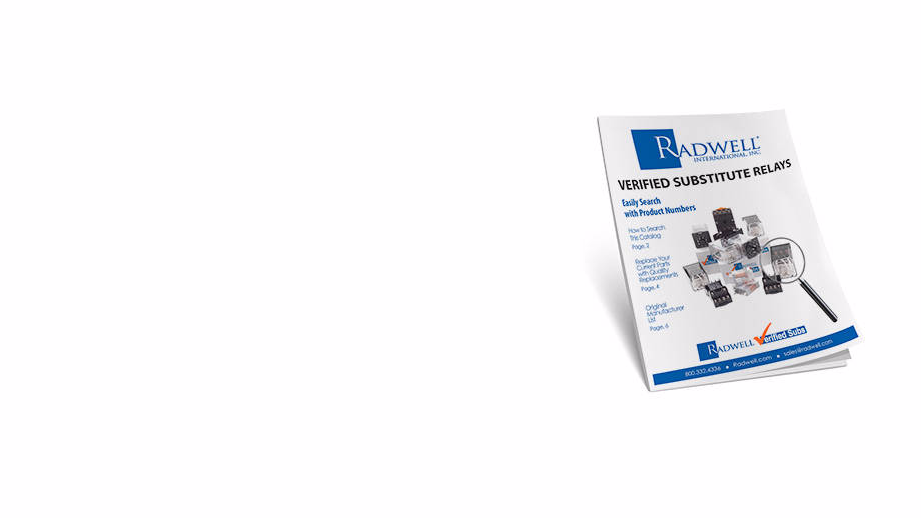 RADWELL®
INTERNATIONAL, INC.
VERIFIED SUBSTITUTE RELAYS
Easily Search
with Product Numbers
How to Search
This Catalog
Page. 2
Replace Your
Current Parts
with Quality
Replacements
Page. 4
Original
Manufacturer
List
Page. 6
RADWELL Verified Subs
800.332.4336 • Radwell.com • sales@radwell.com